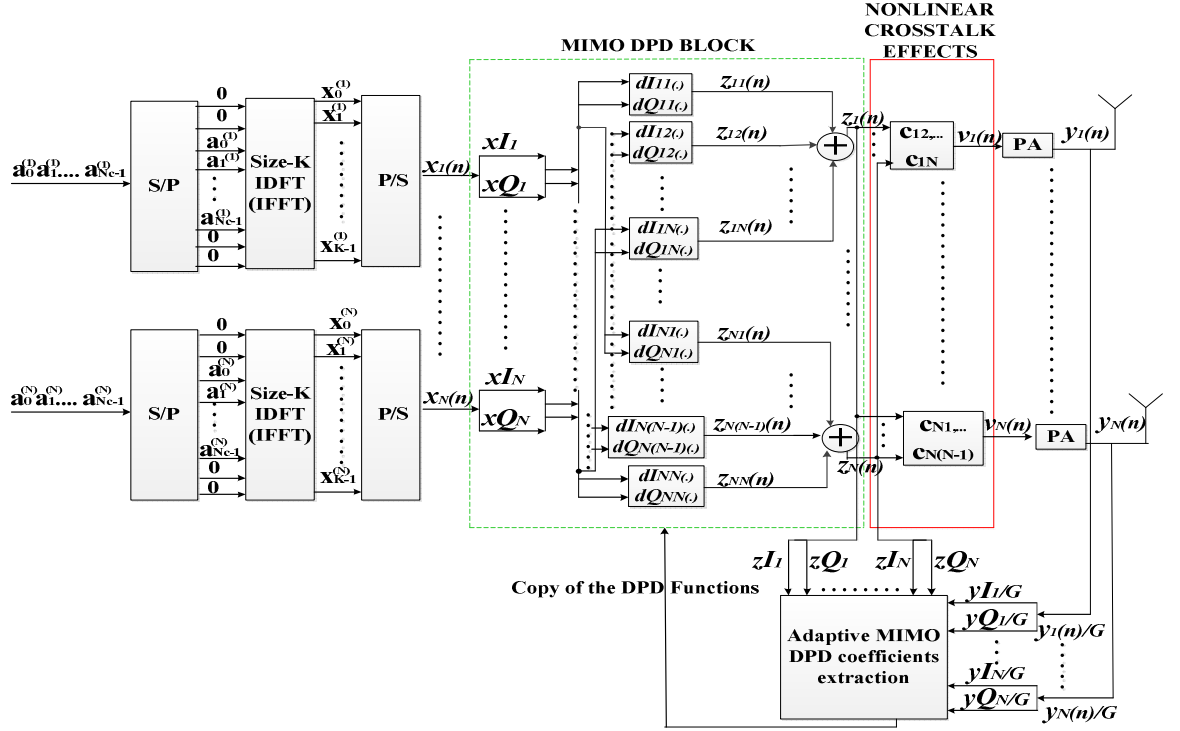 NONLINEAR
CROSSTALK
EFFECTS
MIMO DPD BLOCK
a0(1) a1(1).... aNc-1(1)
S/P
0
0
a0(1)
a1(1)
aNc-1(1)
0
0
Size-K
IDFT
(IFFT)
x0(1)
x1(1)
xK-1(1)
P/S
x1(n)
xI1
xQ1
dI11(.)
dQ11(.)
z11(n)
dI12(.)
dQ12(.)
z12(n)
dI1N(.)
dQ1N(.)
z1N(n)
+
z1(n)
c12,...
c1N
v1(n)
PA
y1(n)
a0(N) a1(N).... aNc-1(N)
S/P
0
0
a0(N)
a1(N)
aNc-1(N)
0
0
Size-K
IDFT
(IFFT)
x0(N)
x1(N)
xK-1(N)
P/S
xN(n)
xIN
xQN
dIN1(.)
dQN1(.)
zN1(n)
dIN(N-1)(.)
dQN(N-1)(.)
zN(N-1)(n)
dINN(.)
dQNN(.)
zNN(n)
+
zN(n)
cN1,...
cN(N-1)
vN(n)
PA
yN(n)
zI1
zQ1
zIN
zQN
Copy of the DPD Functions
Adaptive MIMO
DPD coefficients
extraction
yI1/G
yQ1/G
y1(n)/G
yIN/G
yQN/G
yN(n)/G